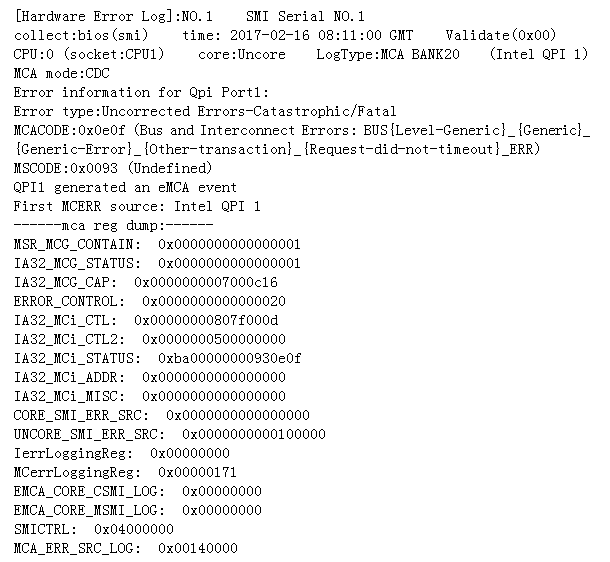 [Hardware Error Log]:NO.1    SMI Serial NO.1
collect:bios(smi)    time: 2017-02-16 08:11:00 GMT    Validate(0x00)
CPU:0 (socket:CPU1)    core:Uncore    LogType:MCA BANK20    (Intel QPI 1)
MCA mode:CDC
Error information for Qpi Port1:
Error type:Uncorrected Errors-Catastrophic/Fatal
MCACODE:0x0e0f (Bus and Interconnect Errors: BUS{Level-Generic}_{Generic}_
{Generic-Error}_{Other-transaction}_{Request-did-not-timeout}_ERR)
MSCODE:0x0093 (Undefined)
QPI1 generated an eMCA event
First MCERR source: Intel QPI 1
------mca reg dump:------
MSR_MCG_CONTAIN:  0x0000000000000001
IA32_MCG_STATUS:  0x0000000000000001
IA32_MCG_CAP:  0x0000000007000c16
ERROR_CONTROL:  0x0000000000000020
IA32_MCi_CTL:  0x00000000807f000d
IA32_MCi_CTL2:  0x0000000500000000
IA32_MCi_STATUS:  0xba00000000930e0f
IA32_MCi_ADDR:  0x0000000000000000
IA32_MCi_MISC:  0x0000000000000000
CORE_SMI_ERR_SRC:  0x0000000000000000
UNCORE_SMI_ERR_SRC:  0x0000000000100000
IerrLoggingReg:  0x00000000
MCerrLoggingReg:  0x00000171
EMCA_CORE_CSMI_LOG:  0x00000000
EMCA_CORE_MSMI_LOG:  0x00000000
SMICTRL:  0x04000000
MCA_ERR_SRC_LOG:  0x00140000